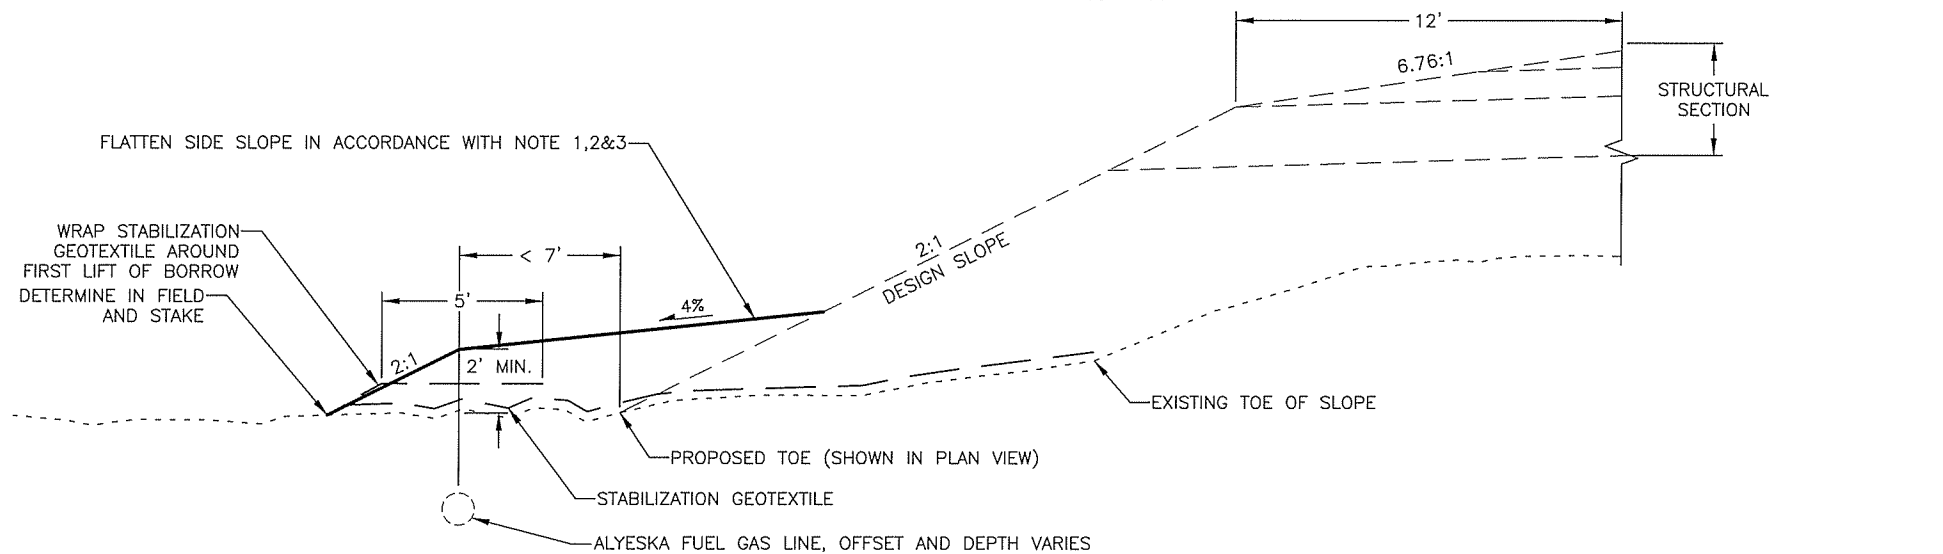 12'
6.76:1
STRUCTURAL
SECTION
FLATTEN SIDE SLOPE IN ACCORDANCE WITH NOTE 1,2&3
WRAP STABILIZATION
GEOTEXTILE AROUND
FIRST LIFT OF BORROW
DETERMINE IN FIELD
AND STAKE
< 7'
2:1
DESIGN SLOPE
5'
4%
2:1
2' MIN.
EXISTING TOE OF SLOPE
PROPOSED TOE (SHOWN IN PLAN VIEW)
STABILIZATION GEOTEXTILE
ALYESKA FUEL GAS LINE, OFFSET AND DEPTH VARIES